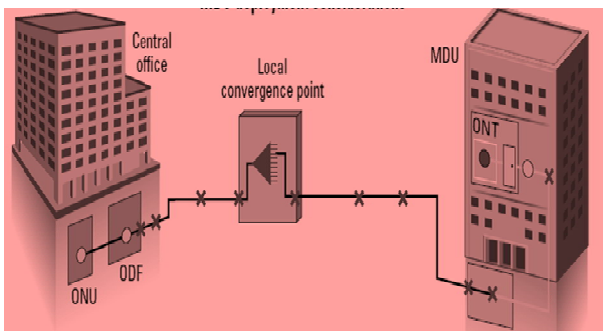 Central
office
Local
convergence point
MDU
ONT
ONU
ODF